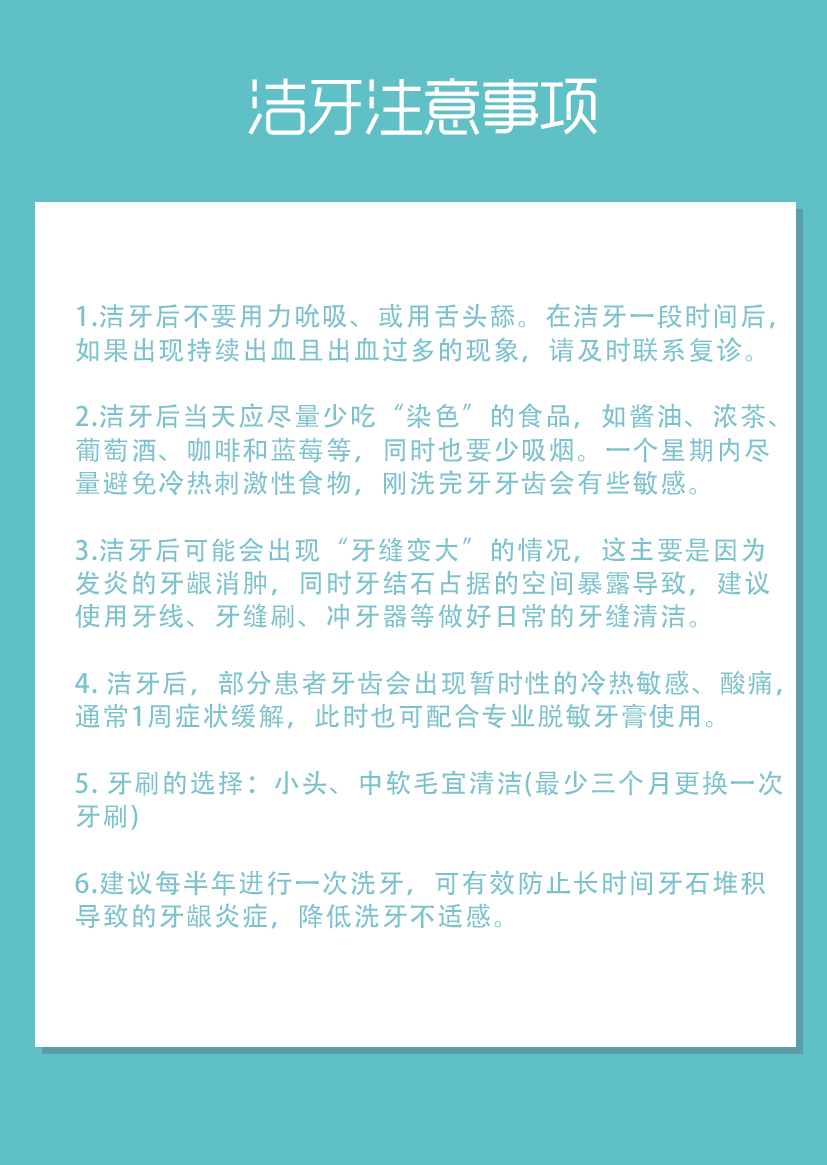 洁牙注意事项
1.洁牙后不要用力吮吸、或用舌头舔。在洁牙一段时间后,
如果出现持续出血且出血过多的现象，请及时联系复诊。
2.洁牙后当天应尽量少吃“染色”的食品，如酱油、浓茶、
葡萄酒、咖啡和蓝莓等，同时也要少吸烟。一个星期内尽
量避免冷热刺激性食物，刚洗完牙牙齿会有些敏感。
3.洁牙后可能会出现“牙缝变大”的情况，这主要是因为
发炎的牙龈消肿，同时牙结石占据的空间暴露导致，建议
使用牙线、牙缝刷、冲牙器等做好日常的牙缝清洁。
4. 洁牙后，部分患者牙齿会出现暂时性的冷热敏感、酸痛,
通常1周症状缓解，此时也可配合专业脱敏牙膏使用。
5. 牙刷的选择：小头、中软毛宜清洁(最少三个月更换一次
牙刷)
6.建议每半年进行一次洗牙，可有效防止长时间牙石堆积
导致的牙龈炎症，降低洗牙不适感。